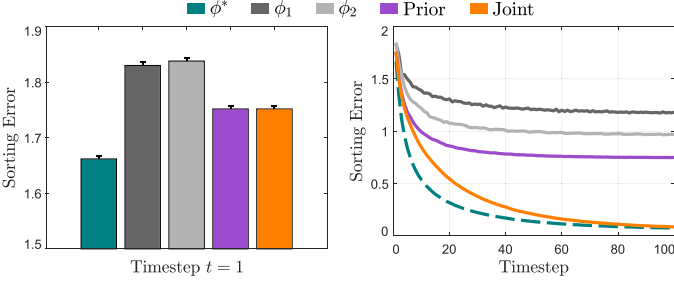 ϕ* ϕ₁ ϕ₂ Prior Joint
Sorting Error
1.9
1.8
1.7
1.6
1.5
Timestep t = 1
Sorting Error
2
1.5
1
0.5
0
0 20 40 60 80 100
Timestep